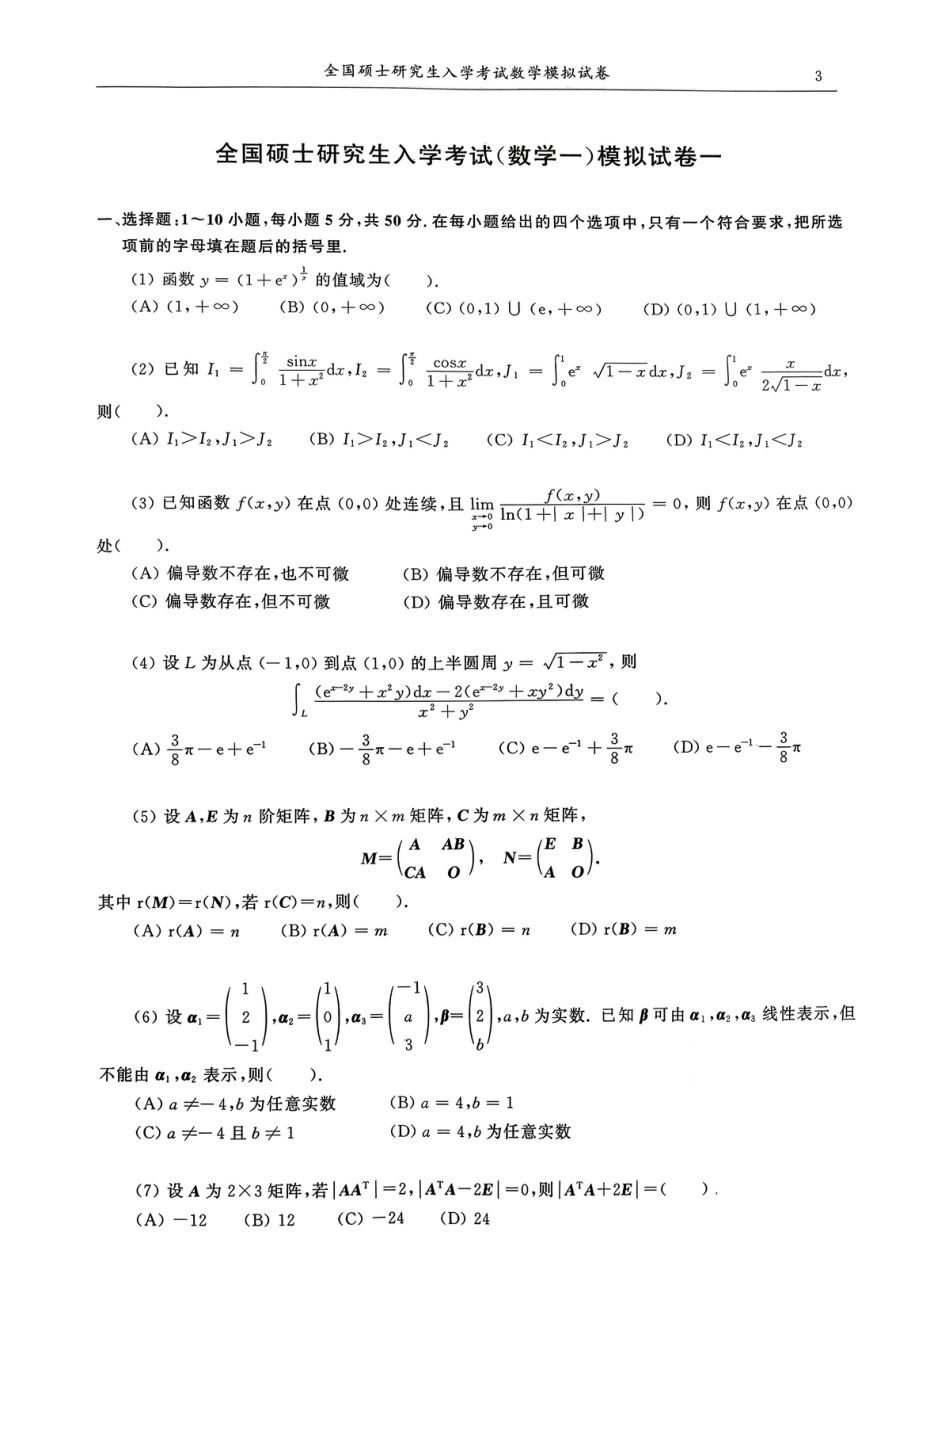 全国硕士研究生入学考试数学模拟试卷
3
全国硕士研究生入学考试(数学一)模拟试卷一
一、选择题:1～10 小题,每小题 5 分,共 50 分.在每小题给出的四个选项中,只有一个符合要求,把所选
项前的字母填在题后的括号里.
(1) 函数 y = (1+eˣ)^{1/x} 的值域为(　　).
(A) (1,+∞)　(B) (0,+∞)　(C) (0,1) ∪ (e,+∞)　(D) (0,1) ∪ (1,+∞)
(2) 已知 I₁ = ∫₀^{π/2} sinx/(1+x²) dx, I₂ = ∫₀^{π/2} cosx/(1+x²) dx, J₁ = ∫₀¹ eˣ √(1−x) dx, J₂ = ∫₀¹ eˣ x/(2√(1−x)) dx,
则(　　).
(A) I₁>I₂,J₁>J₂　(B) I₁>I₂,J₁<J₂　(C) I₁<I₂,J₁>J₂　(D) I₁<I₂,J₁<J₂
(3) 已知函数 f(x,y) 在点 (0,0) 处连续,且 lim_{x→0, y→0} f(x,y)/ln(1+|x|+|y|) = 0,则 f(x,y) 在点 (0,0)
处(　　).
(A) 偏导数不存在,也不可微　(B) 偏导数不存在,但可微
(C) 偏导数存在,但不可微　(D) 偏导数存在,且可微
(4) 设 L 为从点 (−1,0) 到点 (1,0) 的上半圆周 y = √(1−x²),则
∫_L [(e^{x−2y}+x²y)dx−2(e^{x−2y}+xy²)dy]/(x²+y²) = (　　).
(A) 3/8 π−e+e⁻¹　(B) −3/8 π−e+e⁻¹　(C) e−e⁻¹+3/8 π　(D) e−e⁻¹−3/8 π
(5) 设 A,E 为 n 阶矩阵,B 为 n×m 矩阵,C 为 m×n 矩阵,
M=(A AB; CA O), N=(E B; A O).
其中 r(M)=r(N),若 r(C)=n,则(　　).
(A) r(A) = n　(B) r(A) = m　(C) r(B) = n　(D) r(B) = m
(6) 设 α₁=(1; 2; −1),α₂=(1; 0; 1),α₃=(−1; a; 3),β=(3; 2; b),a,b 为实数. 已知 β 可由 α₁,α₂,α₃ 线性表示,但
不能由 α₁,α₂ 表示,则(　　).
(A) a ≠−4,b 为任意实数　(B) a = 4,b = 1
(C) a ≠−4 且 b ≠ 1　(D) a = 4,b 为任意实数
(7) 设 A 为 2×3 矩阵,若|AAᵀ|=2,|AᵀA−2E|=0,则|AᵀA+2E|=(　　).
(A) −12　(B) 12　(C) −24　(D) 24